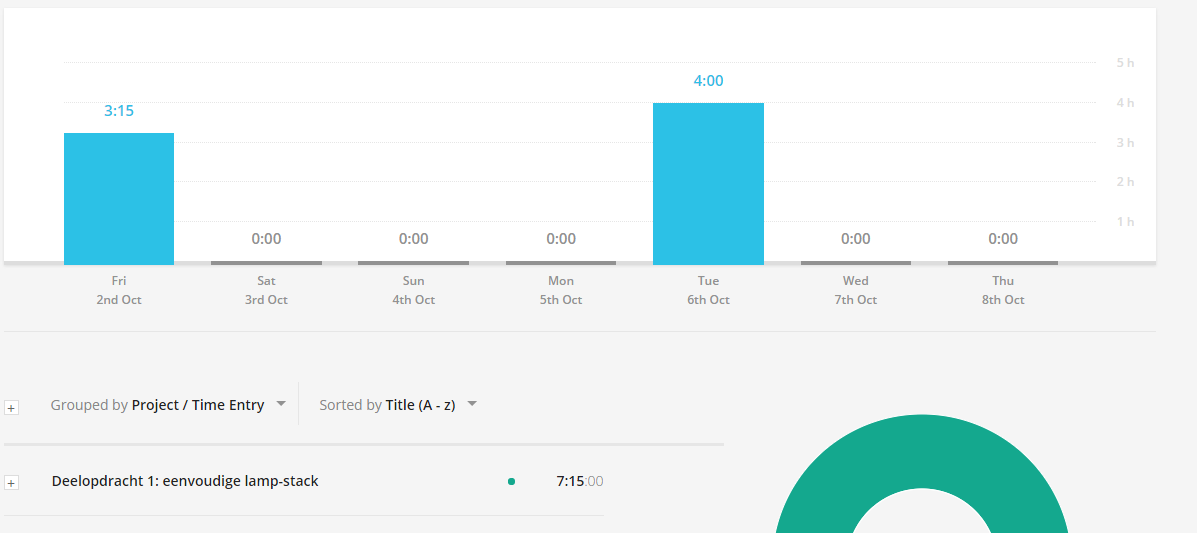 5 h
4:00
4 h
3:15
3 h
2 h
1 h
0:00 0:00 0:00 0:00 0:00
Fri Sat Sun Mon Tue Wed Thu
2nd Oct 3rd Oct 4th Oct 5th Oct 6th Oct 7th Oct 8th Oct
+ Grouped by Project / Time Entry Sorted by Title (A - z)
+ Deelopdracht 1: eenvoudige lamp-stack 7:15:00